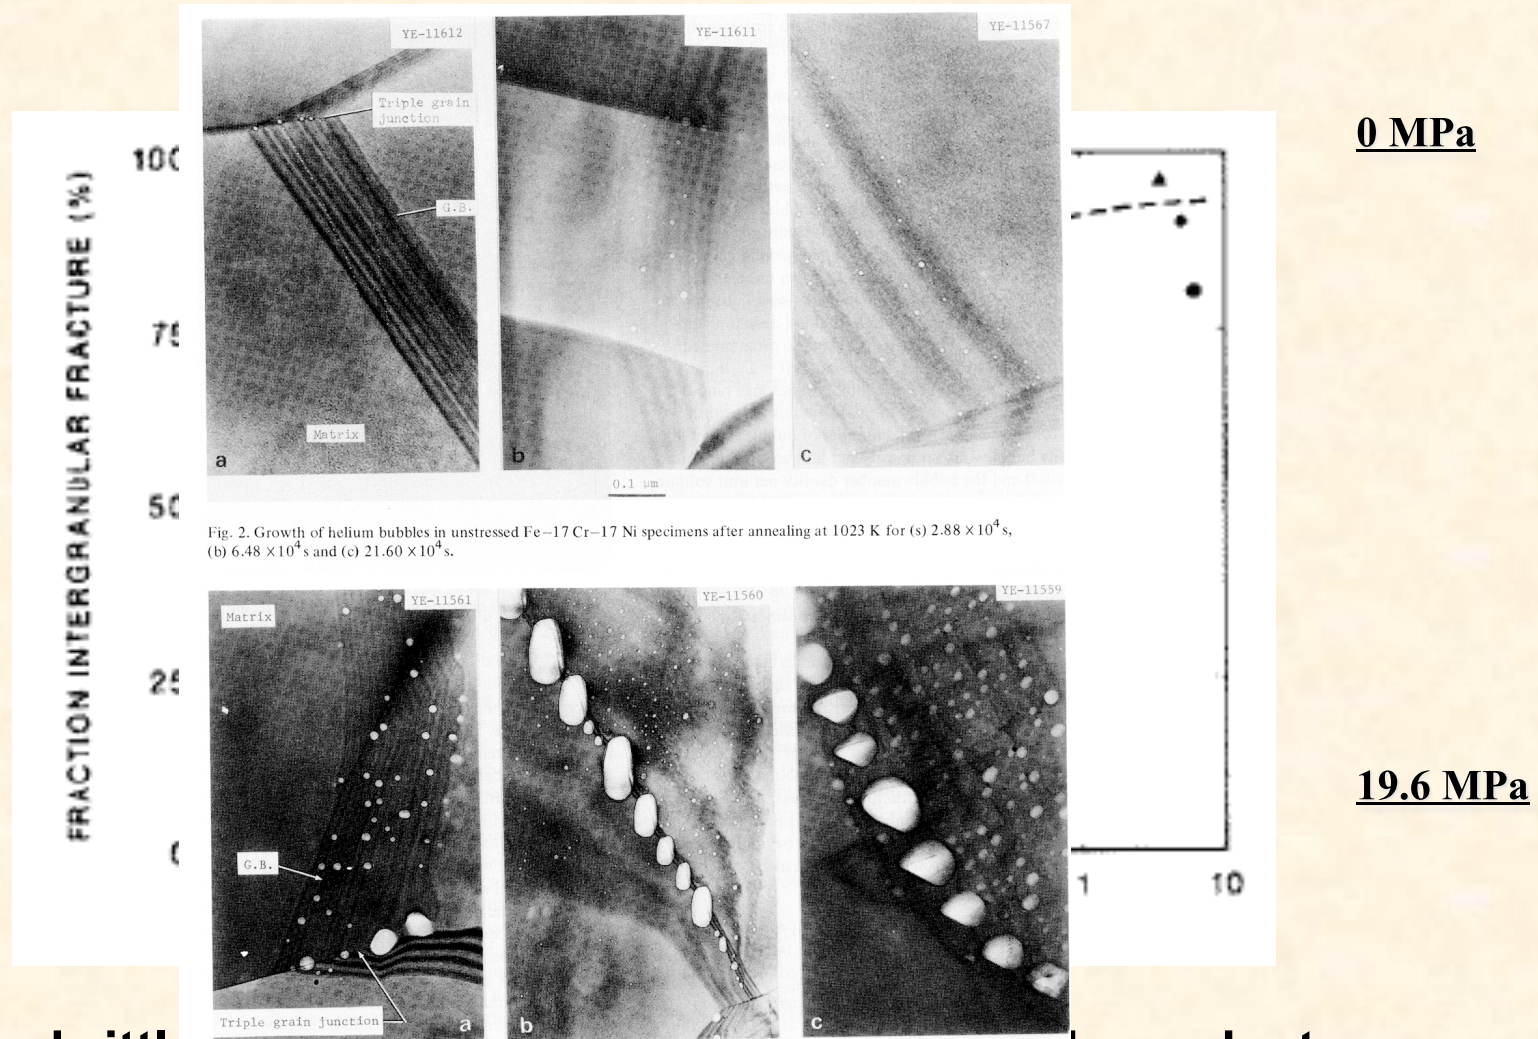 YE-11612
YE-11611
YE-11567
Triple grain
junction
G.B.
Matrix
a
b
c
0.1 μm
Fig. 2. Growth of helium bubbles in unstressed Fe−17 Cr−17 Ni specimens after annealing at 1023 K for (s) 2.88 × 10⁴ s,
(b) 6.48 × 10⁴ s and (c) 21.60 × 10⁴ s.
YE-11561
YE-11560
YE-11559
Matrix
G.B.
Triple grain junction
a
b
c
0 MPa
19.6 MPa
FRACTION INTERGRANULAR FRACTURE (%)
100
75
50
25
0
1
10